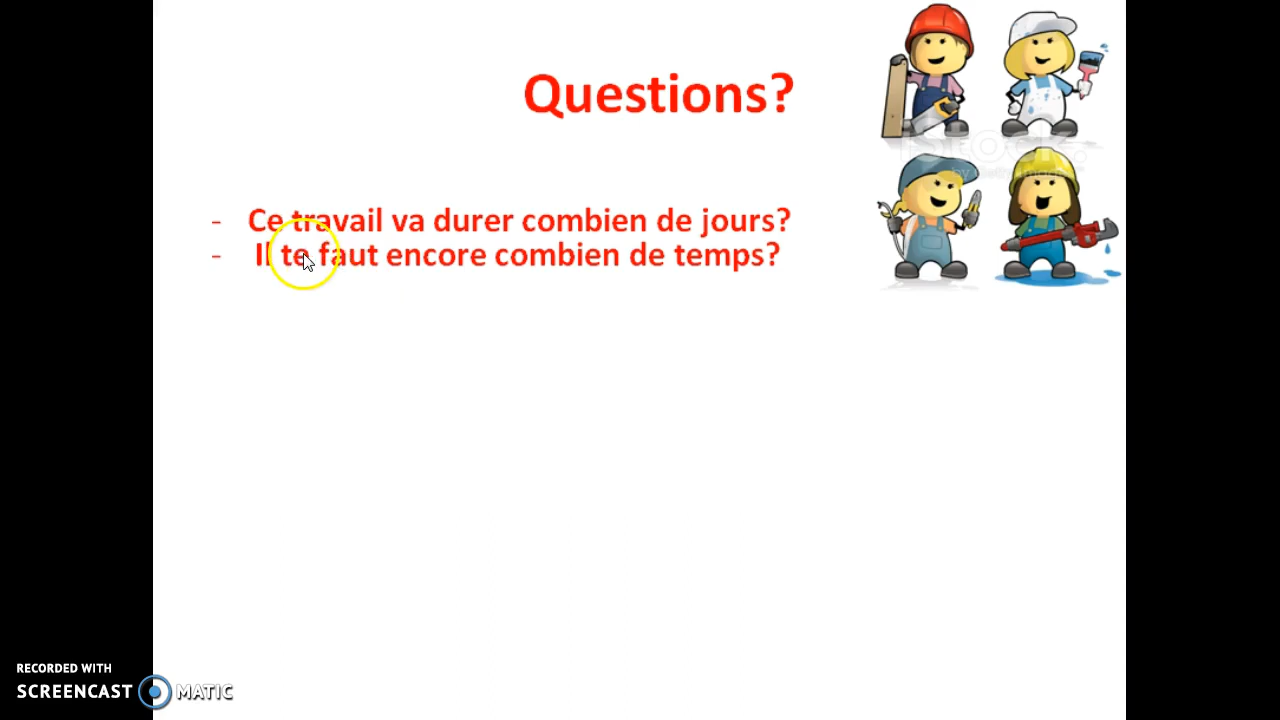 Questions?
- Ce travail va durer combien de jours?
- Il te faut encore combien de temps?
iStock.
RECORDED WITH
SCREENCAST MATIC